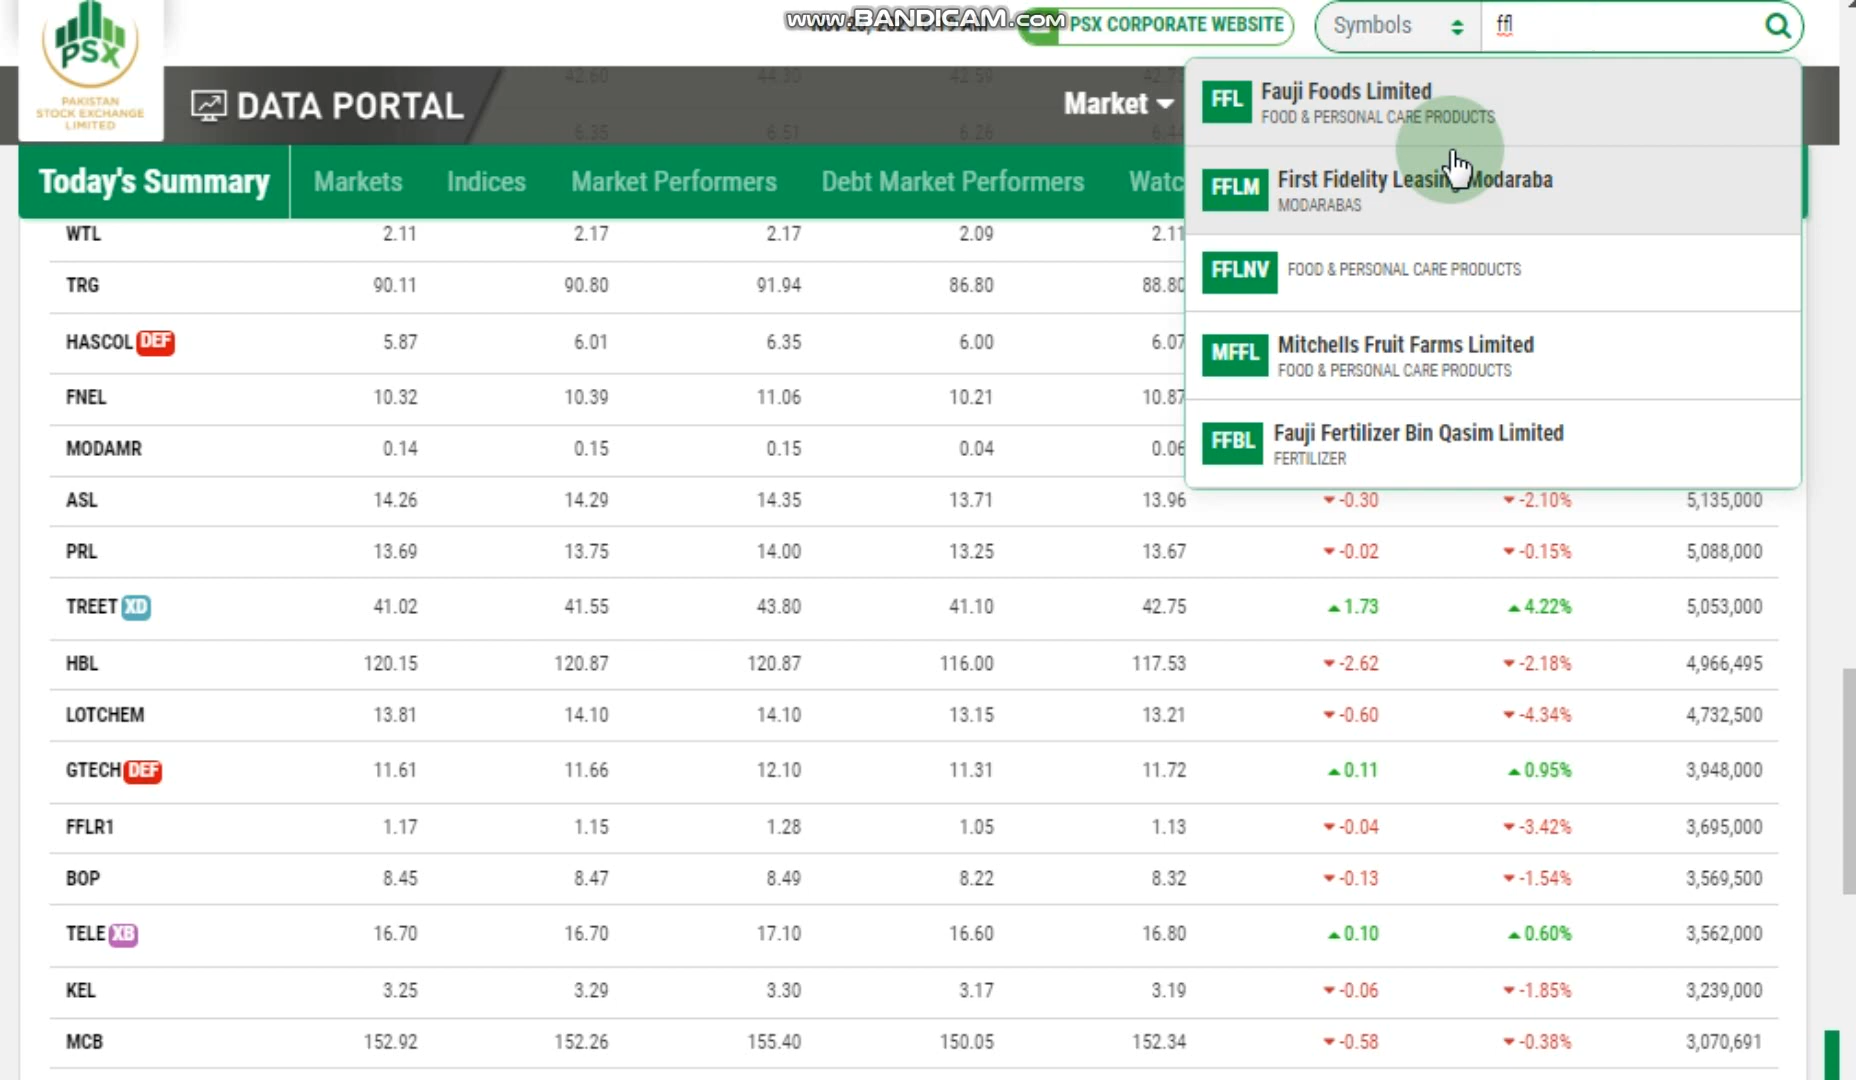 www.BANDICAM.com
PSX CORPORATE WEBSITE
Symbols
ffl
PSX
PAKISTAN
STOCK EXCHANGE
LIMITED
DATA PORTAL
Market
42.60 44.30 42.59
6.35 6.51 6.26
Today's Summary
Markets
Indices
Market Performers
Debt Market Performers
Watc
FFL Fauji Foods Limited
FOOD & PERSONAL CARE PRODUCTS
FFLM First Fidelity Leasing Modaraba
MODARABAS
FFLNV FOOD & PERSONAL CARE PRODUCTS
MFFL Mitchells Fruit Farms Limited
FOOD & PERSONAL CARE PRODUCTS
FFBL Fauji Fertilizer Bin Qasim Limited
FERTILIZER
WTL 2.11 2.17 2.17 2.09 2.11
TRG 90.11 90.80 91.94 86.80 88.80
HASCOL DEF 5.87 6.01 6.35 6.00 6.07
FNEL 10.32 10.39 11.06 10.21 10.87
MODAMR 0.14 0.15 0.15 0.04 0.06
ASL 14.26 14.29 14.35 13.71 13.96 -0.30 -2.10% 5,135,000
PRL 13.69 13.75 14.00 13.25 13.67 -0.02 -0.15% 5,088,000
TREET XD 41.02 41.55 43.80 41.10 42.75 1.73 4.22% 5,053,000
HBL 120.15 120.87 120.87 116.00 117.53 -2.62 -2.18% 4,966,495
LOTCHEM 13.81 14.10 14.10 13.15 13.21 -0.60 -4.34% 4,732,500
GTECH DEF 11.61 11.66 12.10 11.31 11.72 0.11 0.95% 3,948,000
FFLR1 1.17 1.15 1.28 1.05 1.13 -0.04 -3.42% 3,695,000
BOP 8.45 8.47 8.49 8.22 8.32 -0.13 -1.54% 3,569,500
TELE XB 16.70 16.70 17.10 16.60 16.80 0.10 0.60% 3,562,000
KEL 3.25 3.29 3.30 3.17 3.19 -0.06 -1.85% 3,239,000
MCB 152.92 152.26 155.40 150.05 152.34 -0.58 -0.38% 3,070,691